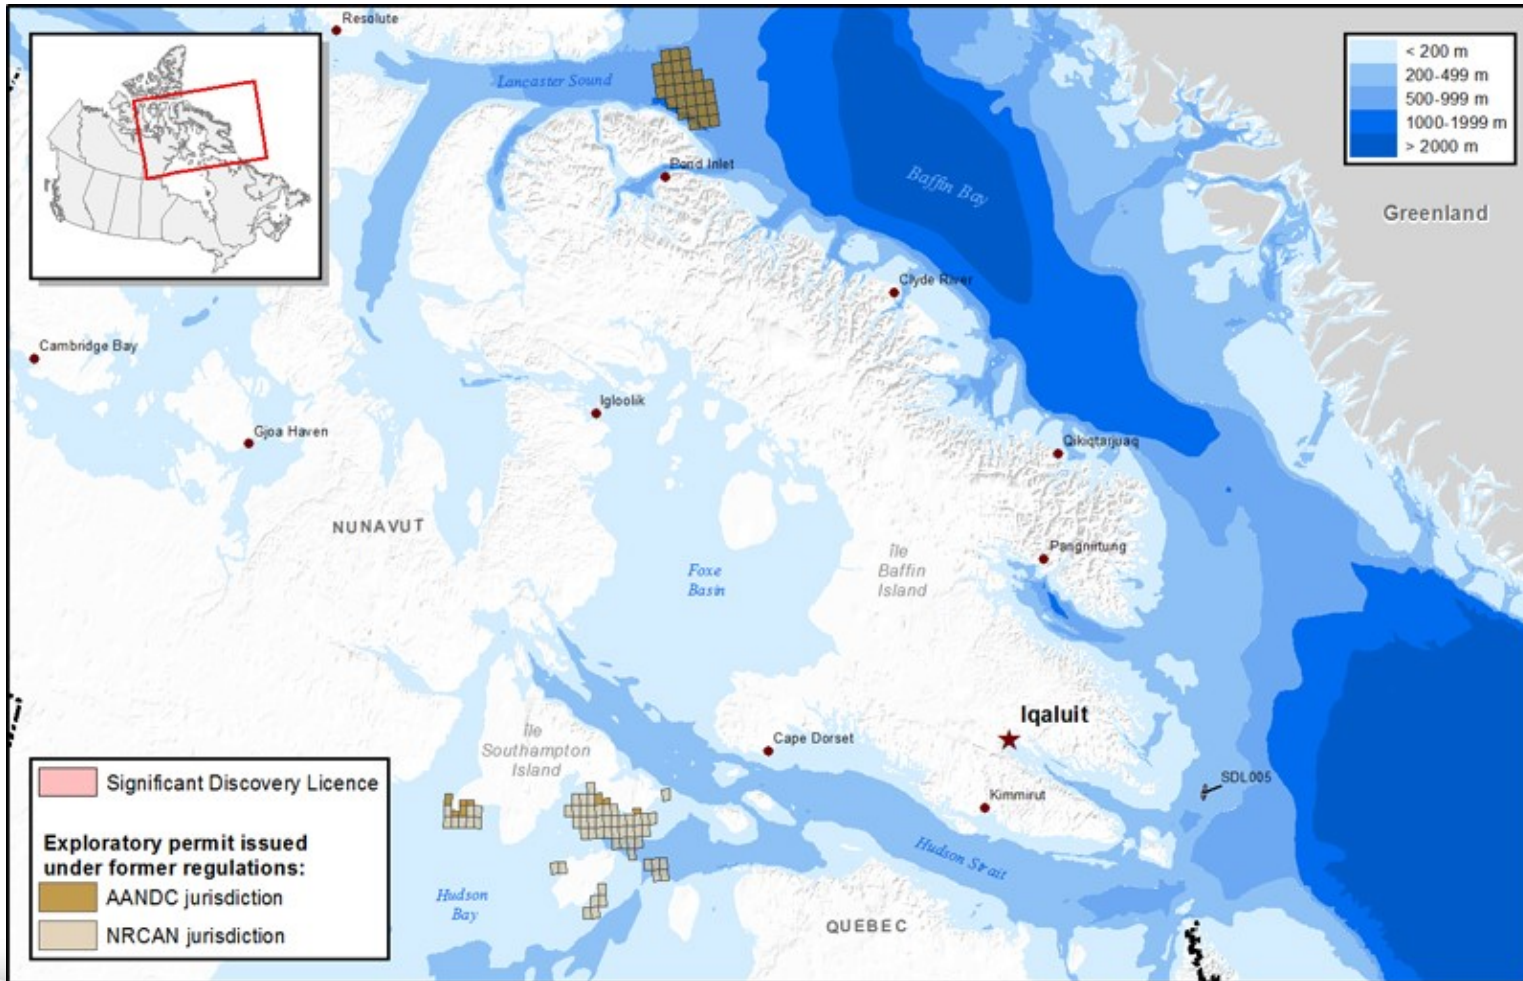 Resolute
Lancaster Sound
< 200 m
200-499 m
500-999 m
1000-1999 m
> 2000 m
Pond Inlet
Baffin Bay
Greenland
Clyde River
Cambridge Bay
Igloolik
Gjoa Haven
Qikiqtarjuaq
NUNAVUT
Pangnirtung
île
Baffin
Island
Foxe
Basin
Iqaluit
île
Southampton
Island
Cape Dorset
SDL005
Kimmirut
Hudson Strait
Hudson
Bay
QUEBEC
Significant Discovery Licence
Exploratory permit issued
under former regulations:
AANDC jurisdiction
NRCAN jurisdiction